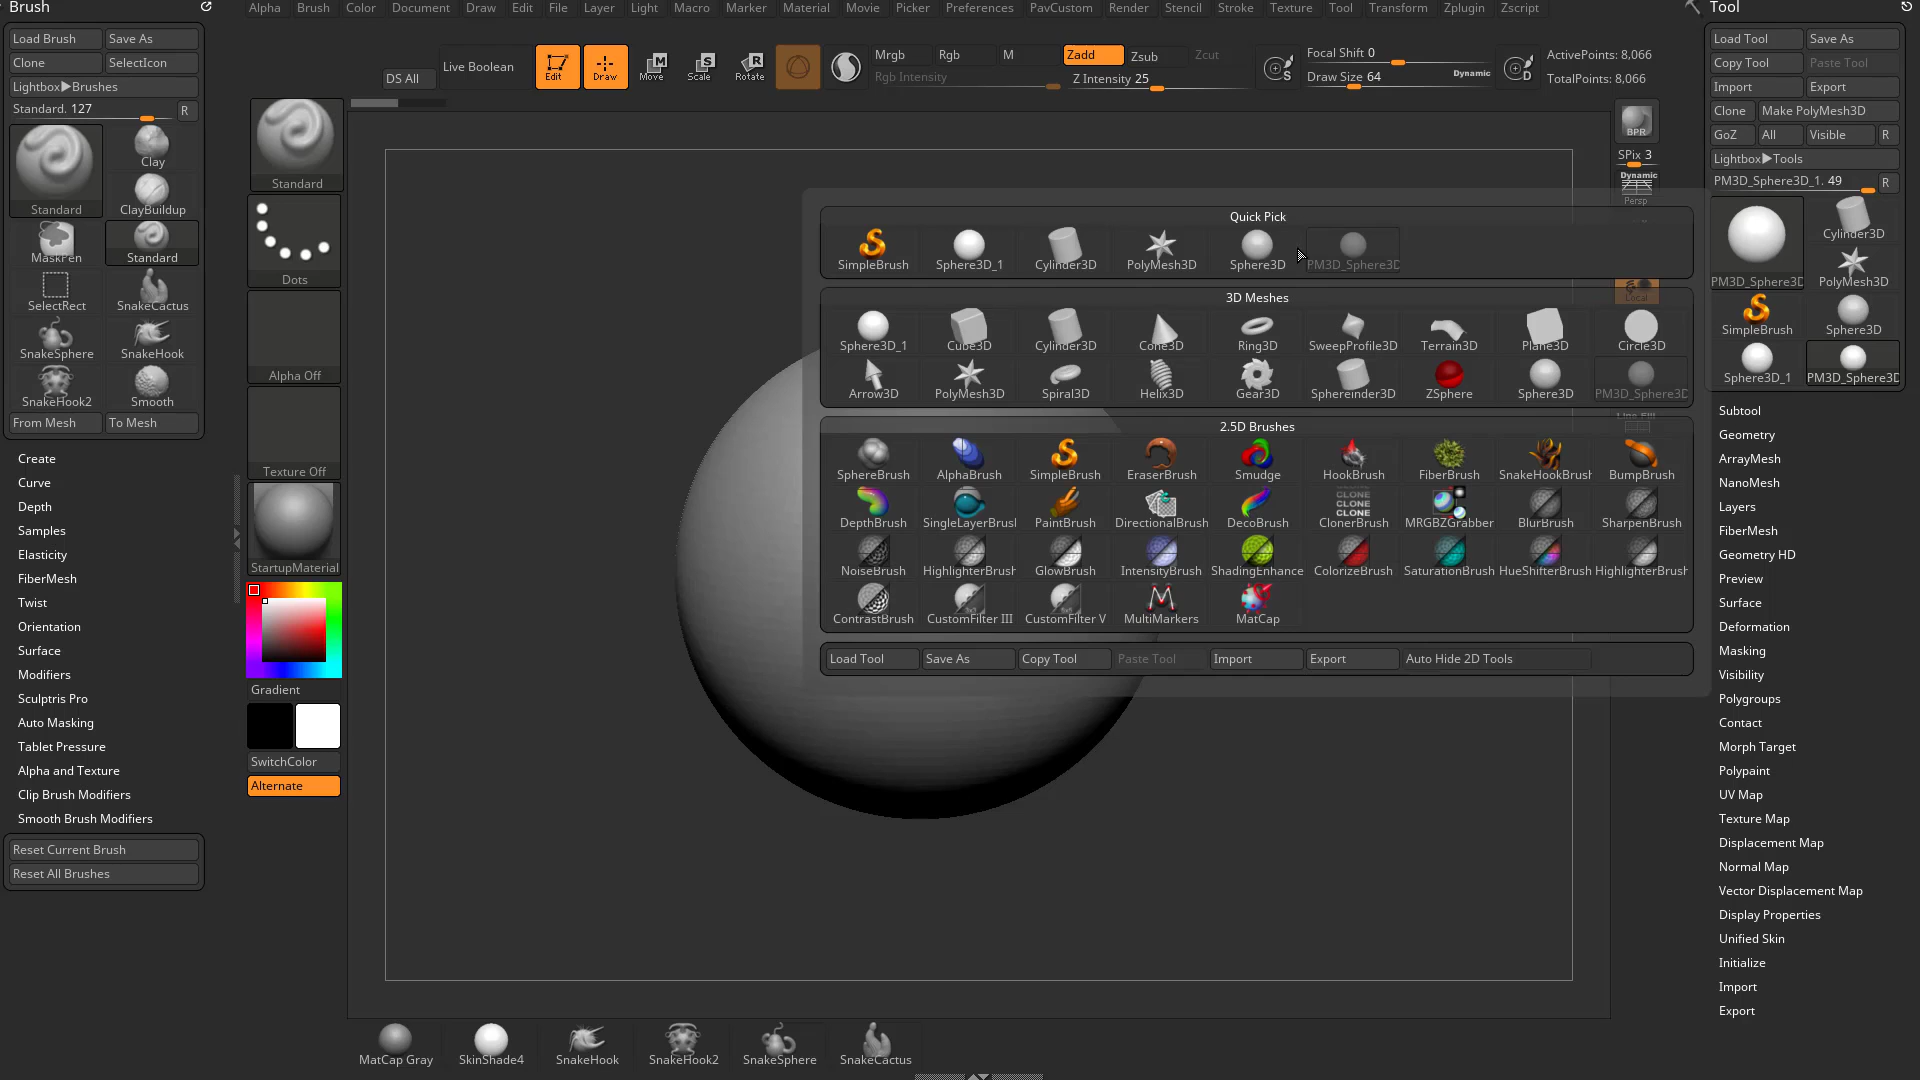 Brush
Alpha Brush Color Document Draw Edit File Layer Light Macro Marker Material Movie Picker Preferences PavCustom Render Stencil Stroke Texture Tool Transform Zplugin Zscript
Tool
Load Brush Save As
Clone SelectIcon
Lightbox▶Brushes
Standard. 127 R
Standard
Clay
ClayBuildup
MaskPen Standard
SelectRect SnakeCactus
SnakeSphere SnakeHook
SnakeHook2 Smooth
From Mesh To Mesh
Create
Curve
Depth
Samples
Elasticity
FiberMesh
Twist
Orientation
Surface
Modifiers
Sculptris Pro
Auto Masking
Tablet Pressure
Alpha and Texture
Clip Brush Modifiers
Smooth Brush Modifiers
Reset Current Brush
Reset All Brushes
DS All
Live Boolean
Edit Draw Move Scale Rotate
Mrgb Rgb M Zadd Zsub Zcut
Rgb Intensity Z Intensity 25
S
Focal Shift 0
Draw Size 64 Dynamic
D
ActivePoints: 8,066
TotalPoints: 8,066
Standard
Dots
Alpha Off
Texture Off
StartupMaterial
Gradient
SwitchColor
Alternate
Quick Pick
SimpleBrush Sphere3D_1 Cylinder3D PolyMesh3D Sphere3D PM3D_Sphere3D
3D Meshes
Sphere3D_1 Cube3D Cylinder3D Cone3D Ring3D SweepProfile3D Terrain3D Plane3D Circle3D
Arrow3D PolyMesh3D Spiral3D Helix3D Gear3D Sphereinder3D ZSphere Sphere3D PM3D_Sphere3D
2.5D Brushes
SphereBrush AlphaBrush SimpleBrush EraserBrush Smudge HookBrush FiberBrush SnakeHookBrush BumpBrush
CLONE
CLONE
CLONE
DepthBrush SingleLayerBrusl PaintBrush DirectionalBrush DecoBrush ClonerBrush MRGBZGrabber BlurBrush SharpenBrush
NoiseBrush HighlighterBrush GlowBrush IntensityBrush ShadingEnhance ColorizeBrush SaturationBrush HueShifterBrush HighlighterBrush
ContrastBrush CustomFilter III CustomFilter V MultiMarkers MatCap
Load Tool Save As Copy Tool Paste Tool Import Export Auto Hide 2D Tools
BPR
SPix 3
Dynamic
Persp
Local
Load Tool Save As
Copy Tool Paste Tool
Import Export
Clone Make PolyMesh3D
GoZ All Visible R
Lightbox▶Tools
PM3D_Sphere3D_1. 49 R
PM3D_Sphere3D
Cylinder3D
PolyMesh3D
SimpleBrush Sphere3D
Sphere3D_1 PM3D_Sphere3D
Subtool
Geometry
ArrayMesh
NanoMesh
Layers
FiberMesh
Geometry HD
Preview
Surface
Deformation
Masking
Visibility
Polygroups
Contact
Morph Target
Polypaint
UV Map
Texture Map
Displacement Map
Normal Map
Vector Displacement Map
Display Properties
Unified Skin
Initialize
Import
Export
MatCap Gray SkinShade4 SnakeHook SnakeHook2 SnakeSphere SnakeCactus